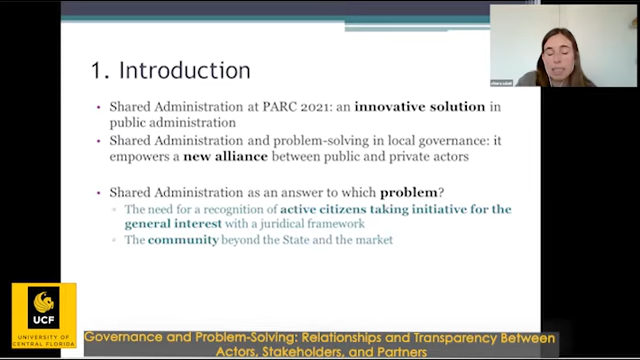 1. Introduction
• Shared Administration at PARC 2021: an innovative solution in
public administration
• Shared Administration and problem-solving in local governance: it
empowers a new alliance between public and private actors
• Shared Administration as an answer to which problem?
▫ The need for a recognition of active citizens taking initiative for the
general interest with a juridical framework
▫ The community beyond the State and the market
UCF
UNIVERSITY OF
CENTRAL FLORIDA
Governance and Problem-Solving: Relationships and Transparency Between
Actors, Stakeholders, and Partners